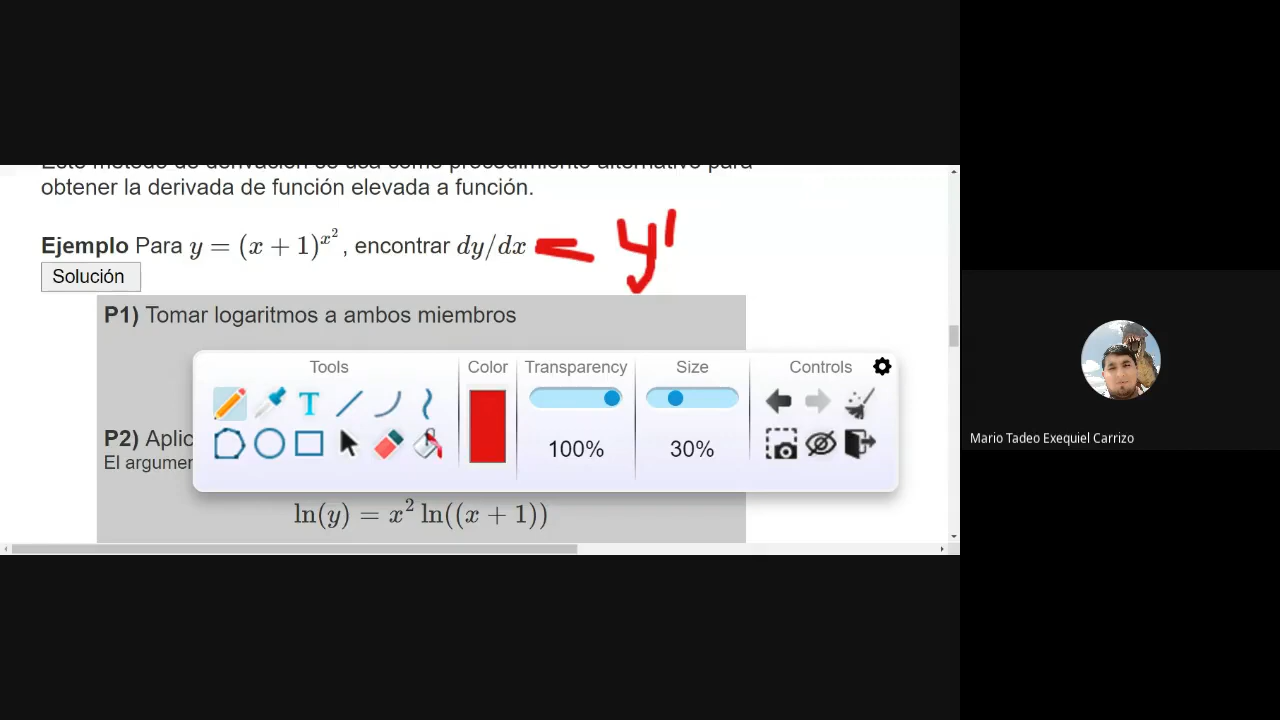 obtener la derivada de función elevada a función.
Ejemplo Para y = (x + 1)^{x^2}, encontrar dy/dx = y'
Solución
P1) Tomar logaritmos a ambos miembros
Tools Color Transparency Size Controls
T
100% 30%
P2) Aplic
El argumen
ln(y) = x^2 ln((x + 1))
Mario Tadeo Exequiel Carrizo